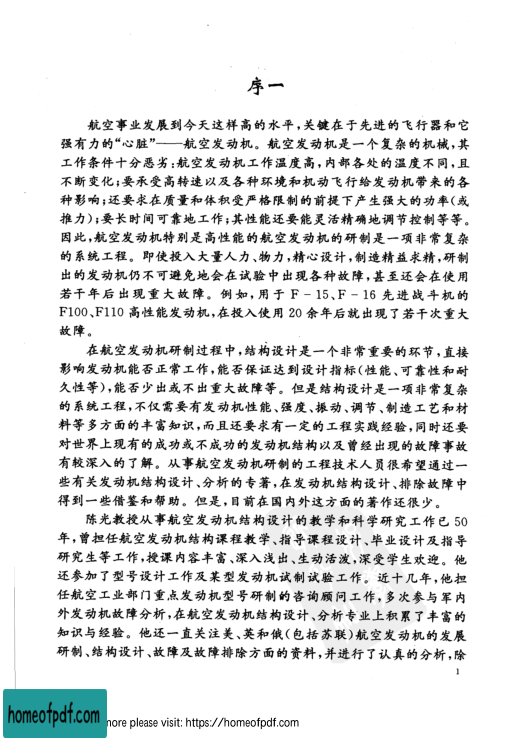 序一
航空事业发展到今天这样高的水平,关键在于先进的飞行器和它
强有力的“心脏”——航空发动机。航空发动机是一个复杂的机械,其
工作条件十分恶劣:航空发动机工作温度高,内部各处的温度不同,且
不断变化;要承受高转速以及各种环境和机动飞行给发动机带来的各
种影响;还要求在质量和体积受严格限制的前提下产生强大的功率(或
推力);要长时间可靠地工作;其性能还要能灵活精确地调节控制等等。
因此,航空发动机特别是高性能的航空发动机的研制是一项非常复杂
的系统工程。即使投入大量人力、物力,精心设计,制造精益求精,研制
出的发动机仍不可避免地会在试验中出现各种故障,甚至还会在使用
若干年后出现重大故障。例如,用于 F-15、F-16 先进战斗机的
F100、F110 高性能发动机,在投入使用 20 余年后就出现了若干次重大
故障。
在航空发动机研制过程中,结构设计是一个非常重要的环节,直接
影响发动机能否正常工作,能否保证达到设计指标(性能、可靠性和耐
久性等),能否少出或不出重大故障等。但是结构设计是一项非常复杂
的系统工程,不仅需要有发动机性能、强度、振动、调节、制造工艺和材
料等多方面的丰富知识,而且还要求有一定的工程实践经验,同时还要
对世界上现有的成功或不成功的发动机结构以及曾经出现的故障事故
有较深入的了解。从事航空发动机研制的工程技术人员很希望通过一
些有关发动机结构设计、分析的专著,在发动机结构设计、排除故障中
得到一些借鉴和帮助。但是,目前在国内外这方面的著作还很少。
陈光教授从事航空发动机结构设计的教学和科学研究工作已 50
年,曾担任航空发动机结构课程教学、指导课程设计、毕业设计及指导
研究生等工作,授课内容丰富、深入浅出、生动活泼,深受学生欢迎。他
还参加了型号设计工作及某型发动机试制试验工作。近十几年,他担
任航空工业部门重点发动机型号研制的咨询顾问工作,多次参与军内
外发动机故障分析,在航空发动机结构设计、分析专业上积累了丰富的
知识与经验。他还一直关注美、英和俄(包括苏联)航空发动机的发展
研制、结构设计、故障及故障排除方面的资料,并进行了认真的分析,除
1
homeofpdf.com
more please visit: https://homeofpdf.com